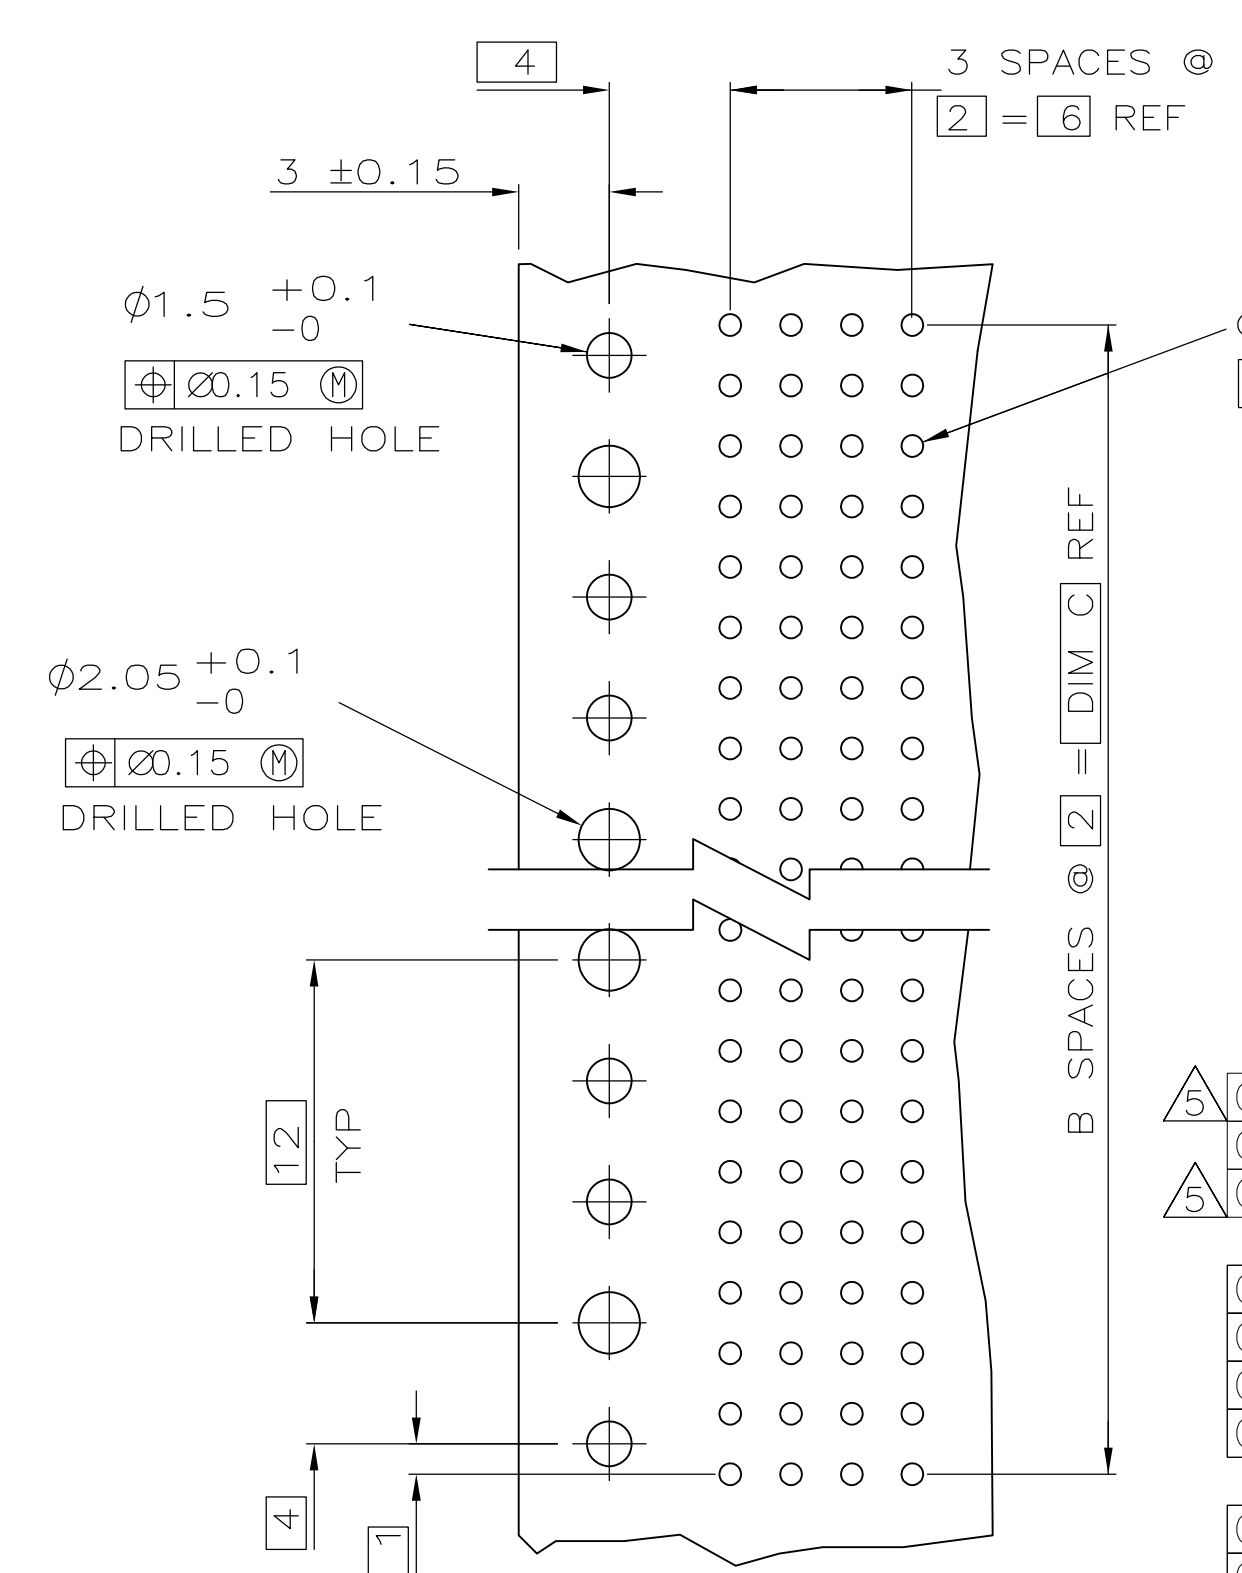 4
3 SPACES @
2 = 6 REF
3 ±0.15
Ø1.5 +0.1
-0
⌖ Ø0.15 Ⓜ
DRILLED HOLE
Ø2.05 +0.1
-0
⌖ Ø0.15 Ⓜ
DRILLED HOLE
B SPACES @ 2 = DIM C REF
12
TYP
5
5
4
1